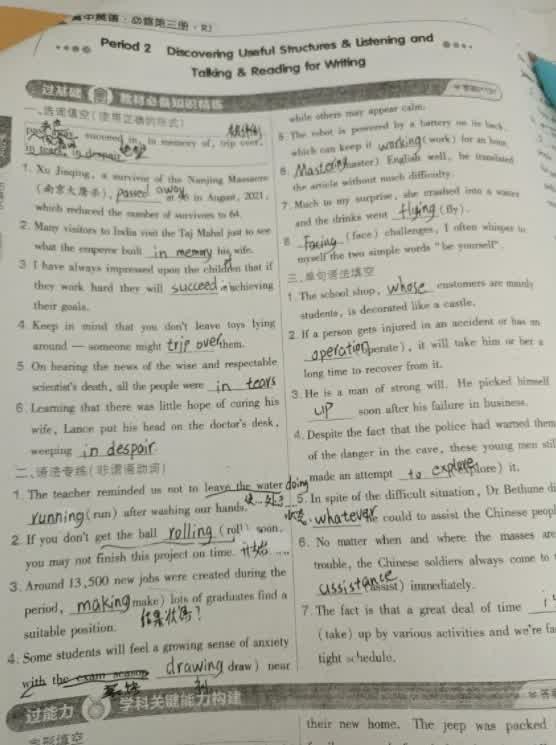 高中英语·必修第三册·RJ
Period 2 Discovering Useful Structures & Listening and
Talking & Reading for Writing
过基础 教材必备知识精练
一、选词填空(使用正确的形式)
pass away, succeed in, in memory of, trip over,
in tears, in despair
1. Xu Jinqing, a survivor of the Nanjing Massacre
(南京大屠杀), passed away at in August, 2021,
which reduced the number of survivors to 64.
2. Many visitors to India visit the Taj Mahal just to see
what the emperor built in memory his wife.
3 I have always impressed upon the children that if
they work hard they will succeed in achieving
their goals.
4. Keep in mind that you don't leave toys lying
around — someone might trip over them.
5 On hearing the news of the wise and respectable
scientist's death, all the people were in tears
6. Learning that there was little hope of curing his
wife, Lance put his head on the doctor's desk,
weeping in despair.
二、语法专练(非谓语动词)
1. The teacher reminded us not to leave the water doing
running (run) after washing our hands.
2 If you don't get the ball rolling (roll) soon,
you may not finish this project on time. 开始
3. Around 13,500 new jobs were created during the
period, making make) lots of graduates find a
suitable position. 结果状语?
4. Some students will feel a growing sense of anxiety
with the exam season drawing draw) near
过能力 学科关键能力构建
完形填空
while others may appear calm.
5. The robot is powered by a battery on its back,
which can keep it working (work) for an hour.
6. Mastering master) English well, he translated
the article without much difficulty.
7. Much to my surprise, she crashed into a waiter
and the drinks went flying (fly).
8. Facing (face) challenges, I often whisper to
myself the two simple words "be yourself".
三、单句语法填空
1. The school shop, whose customers are mainly
students, is decorated like a castle.
2. If a person gets injured in an accident or has an
operation perate), it will take him or her a
long time to recover from it.
3. He is a man of strong will. He picked himself
up soon after his failure in business.
4. Despite the fact that the police had warned them
of the danger in the cave, these young men still
made an attempt to explore lore) it.
5. In spite of the difficult situation, Dr Bethune di
whatever he could to assist the Chinese peopl
6. No matter when and where the masses are
trouble, the Chinese soldiers always come to
assistance (assist) immediately.
7. The fact is that a great deal of time
(take) up by various activities and we're fa
tight schedule.
their new home. The jeep was packed